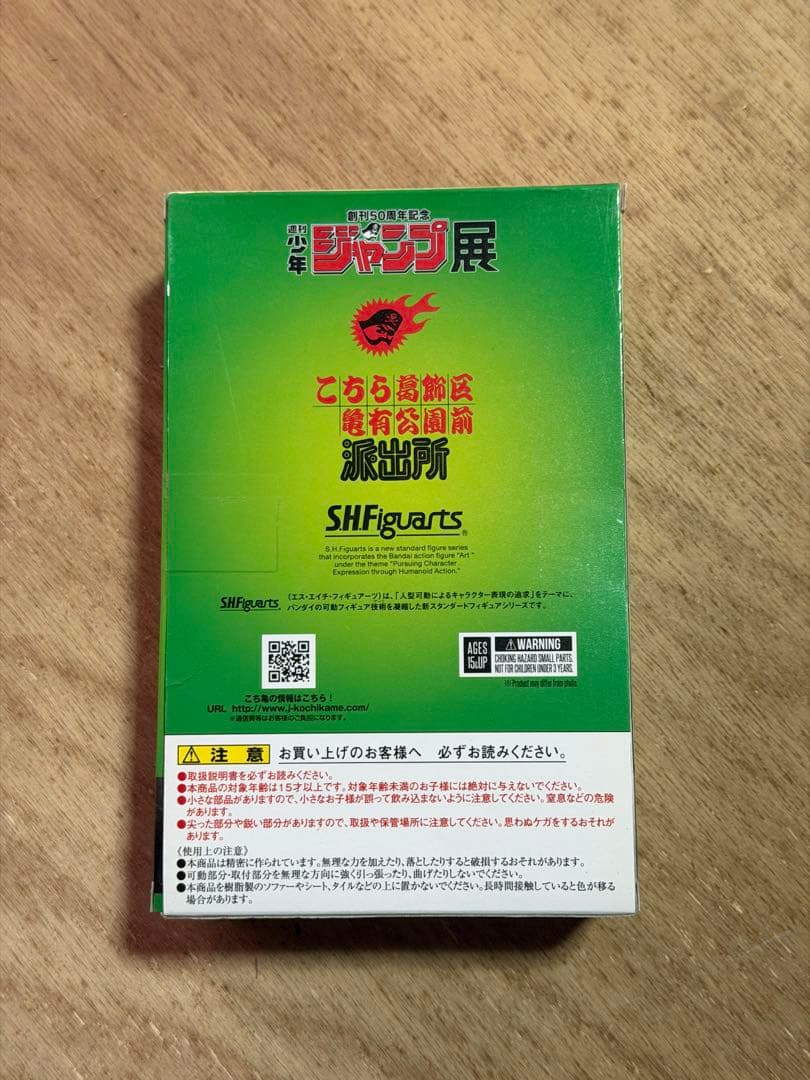 創刊50周年記念
週刊少年ジャンプ展
こちら葛飾区
亀有公園前
派出所
S.H.Figuarts®
S.H.Figuarts is a new standard figure series
that incorporates the Bandai action figure "Art"
under the theme "Pursuing Character
Expression through Humanoid Action."
S.H.Figuarts (エス・エイチ・フィギュアーツ)は、「人型可動によるキャラクター表現の追求」をテーマに、
バンダイの可動フィギュア技術を凝縮した新スタンダードフィギュアシリーズです。
AGES
15&UP
⚠WARNING
CHOKING HAZARD SMALL PARTS.
NOT FOR CHILDREN UNDER 3 YEARS.
※Product may differ from photo.
こち亀の情報はこちら!
URL http://www.j-kochikame.com/
※通信費等はお客様のご負担になります。
⚠注意 お買い上げのお客様へ 必ずお読みください。
●取扱説明書を必ずお読みください。
●本商品の対象年齢は15才以上です。対象年齢未満のお子様には絶対に与えないでください。
●小さな部品がありますので、小さなお子様が誤って飲み込まないように注意してください。窒息などの危険
があります。
●尖った部分や鋭い部分がありますので、取扱や保管場所に注意してください。思わぬケガをするおそれが
あります。
《使用上の注意》
●本商品は精密に作られています。無理な力を加えたり、落としたりすると破損するおそれがあります。
●可動部分・取付部分を無理な方向に強く引っ張ったり、曲げたりしないでください。
●本商品を樹脂製のソファーやシート、タイルなどの上に置かないでください。長時間接触していると色が移る
場合があります。